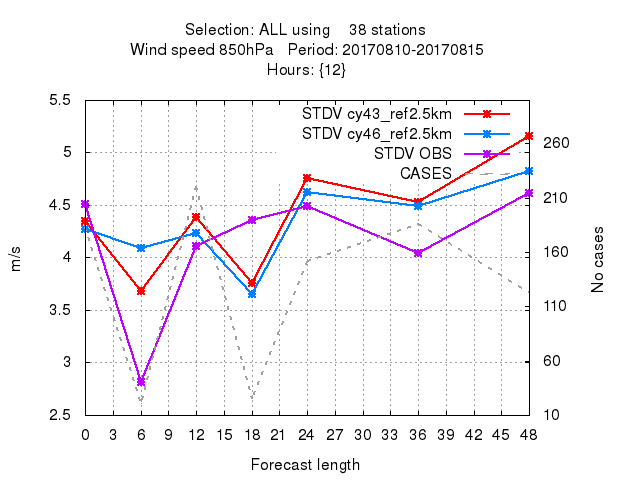 Selection: ALL using 38 stations
Wind speed 850hPa Period: 20170810-20170815
Hours: {12}
STDV cy43_ref2.5km
STDV cy46_ref2.5km
STDV OBS
CASES
5.5
5
4.5
4
3.5
3
2.5
m/s
260
210
160
110
60
10
No cases
0 3 6 9 12 15 18 21 24 27 30 33 36 39 42 45 48
Forecast length